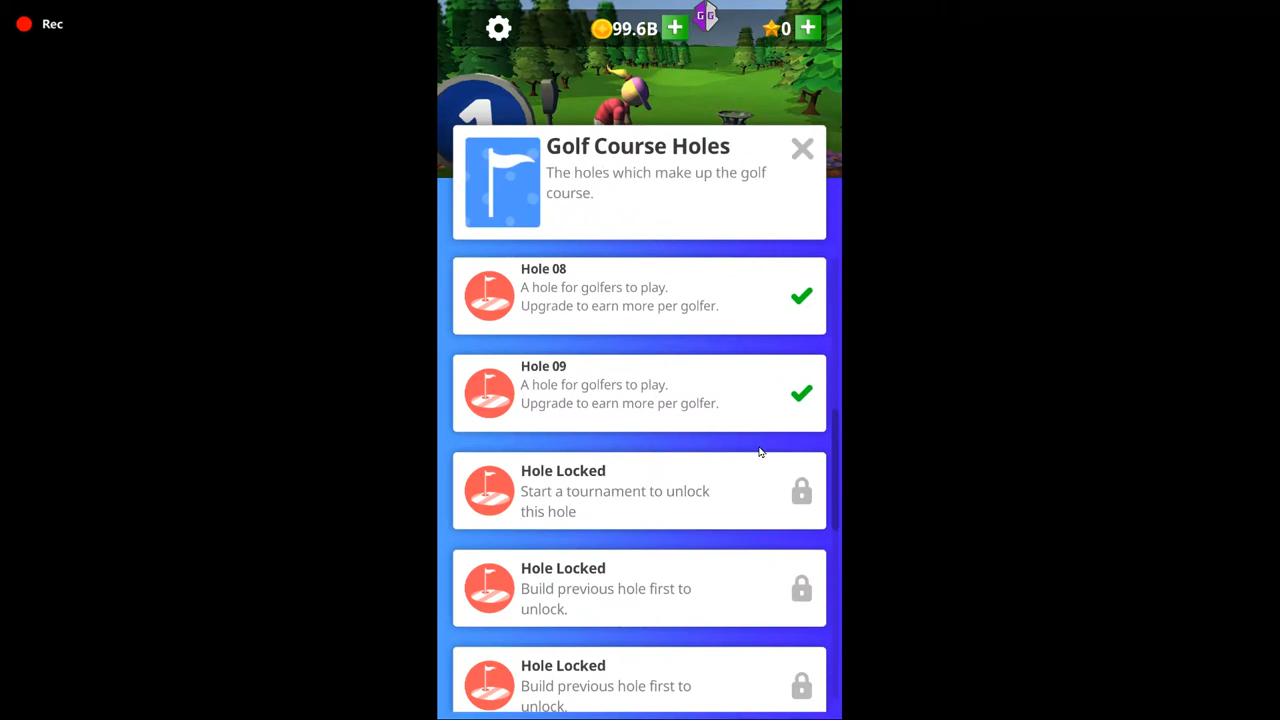 Rec
99.6B
GG
0
1
Golf Course Holes
The holes which make up the golf
course.
Hole 08
A hole for golfers to play.
Upgrade to earn more per golfer.
Hole 09
A hole for golfers to play.
Upgrade to earn more per golfer.
Hole Locked
Start a tournament to unlock
this hole
Hole Locked
Build previous hole first to
unlock.
Hole Locked
Build previous hole first to
unlock.